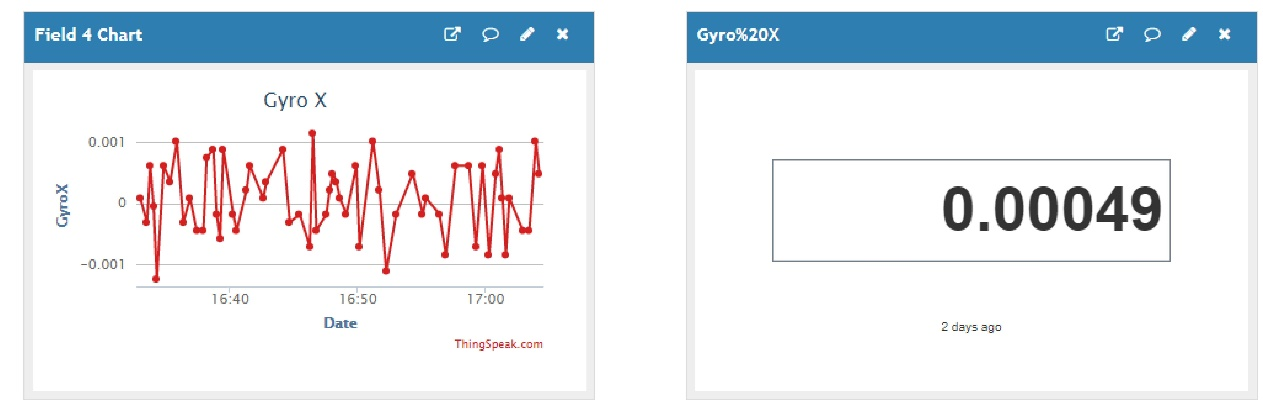 Field 4 Chart
Gyro X
0.001
0
-0.001
GyroX
16:40 16:50 17:00
Date
ThingSpeak.com
Gyro%20X
0.00049
2 days ago